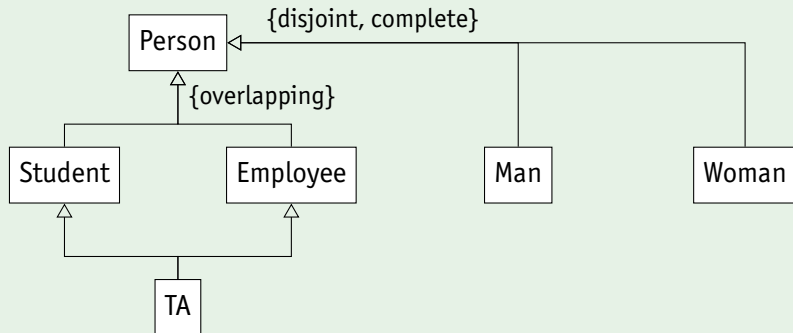 {disjoint, complete}
Person
{overlapping}
Student
Employee
Man
Woman
TA